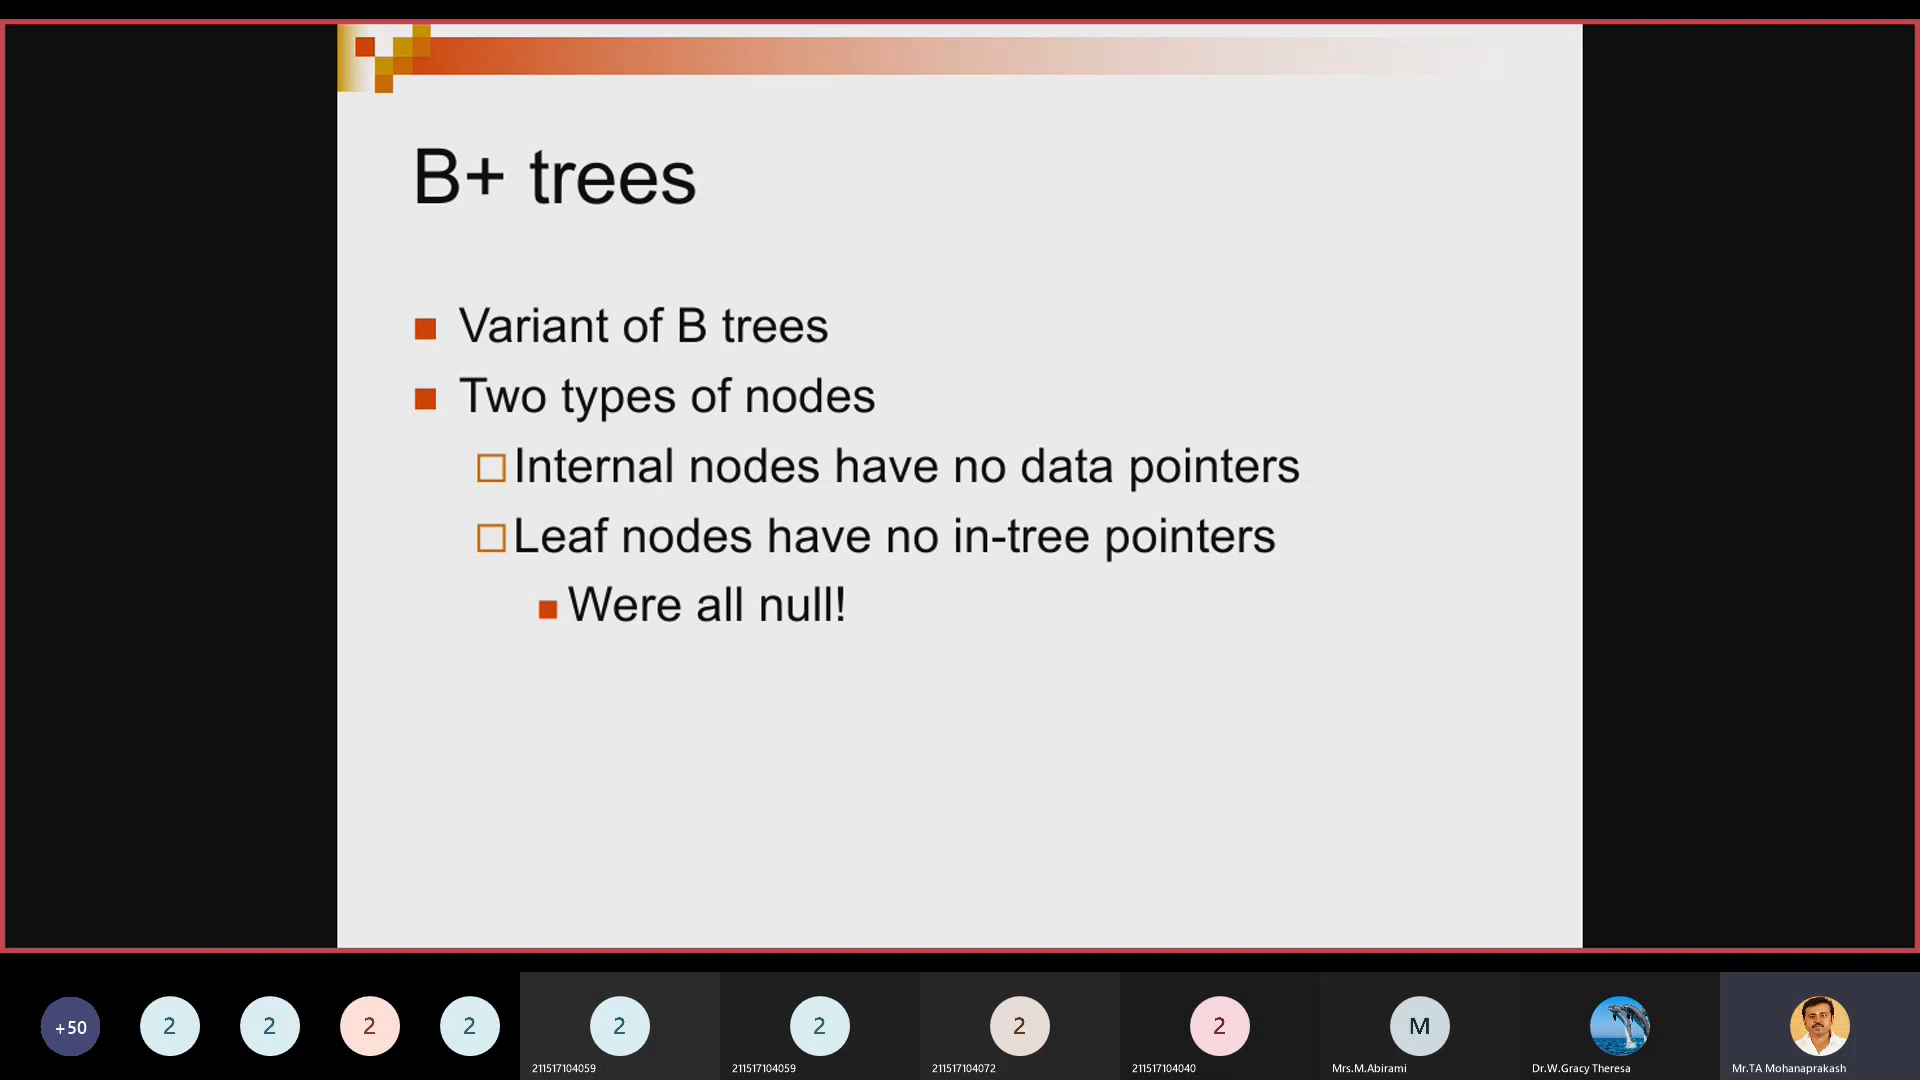 B+ trees
Variant of B trees
Two types of nodes
Internal nodes have no data pointers
Leaf nodes have no in-tree pointers
Were all null!
+50
2
2
2
2
2
2
2
2
M
211517104059
211517104059
211517104072
211517104040
Mrs.M.Abirami
Dr.W.Gracy Theresa
Mr.TA Mohanaprakash